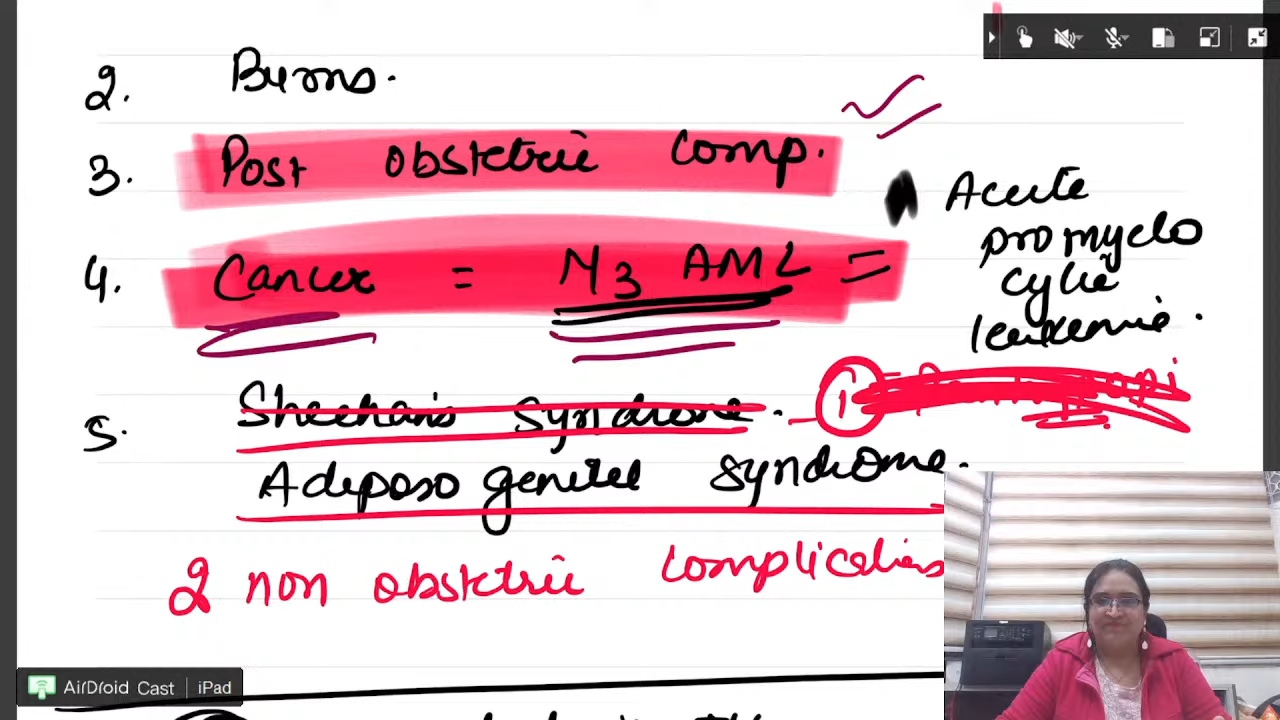 2. Burns.
3. Post obstetric comp.
4. Cancer = M3 AML =
Acute
promyelo
cytic
leukemia.
5. Sheehan's Syndrome.
Adeposo genital syndrome.
2 non obstetric complications
AirDroid Cast iPad